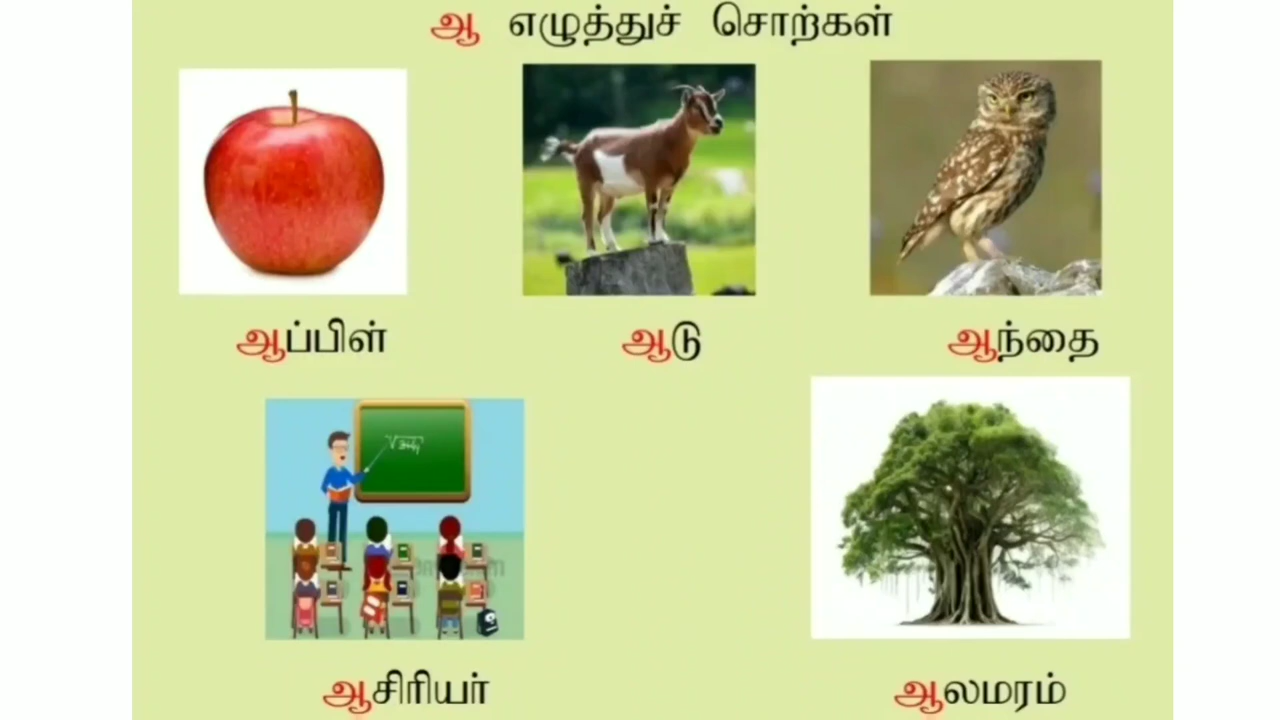 ஆ எழுத்துச் சொற்கள்
ஆப்பிள்
ஆடு
ஆந்தை
ஆசிரியர்
ஆலமரம்